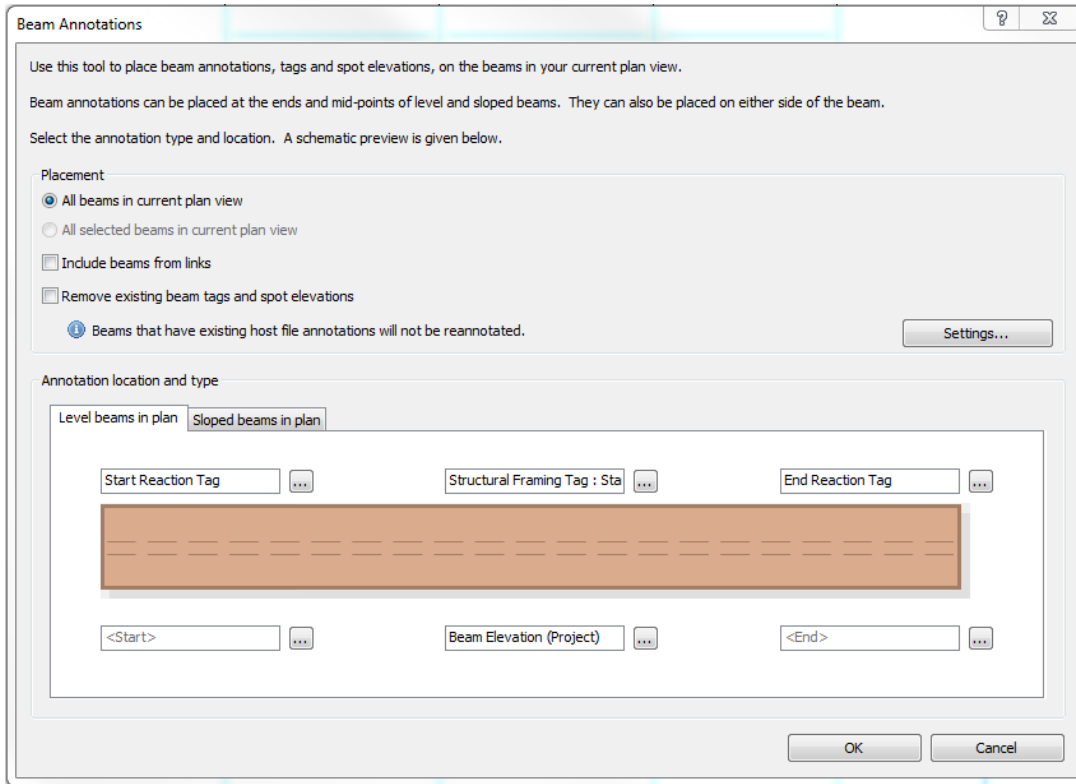 Beam Annotations
Use this tool to place beam annotations, tags and spot elevations, on the beams in your current plan view.
Beam annotations can be placed at the ends and mid-points of level and sloped beams.  They can also be placed on either side of the beam.
Select the annotation type and location.  A schematic preview is given below.
Placement
All beams in current plan view
All selected beams in current plan view
Include beams from links
Remove existing beam tags and spot elevations
Beams that have existing host file annotations will not be reannotated.
Settings...
Annotation location and type
Level beams in plan Sloped beams in plan
Start Reaction Tag ... Structural Framing Tag : Sta ... End Reaction Tag ...
<Start> ... Beam Elevation (Project) ... <End> ...
OK Cancel